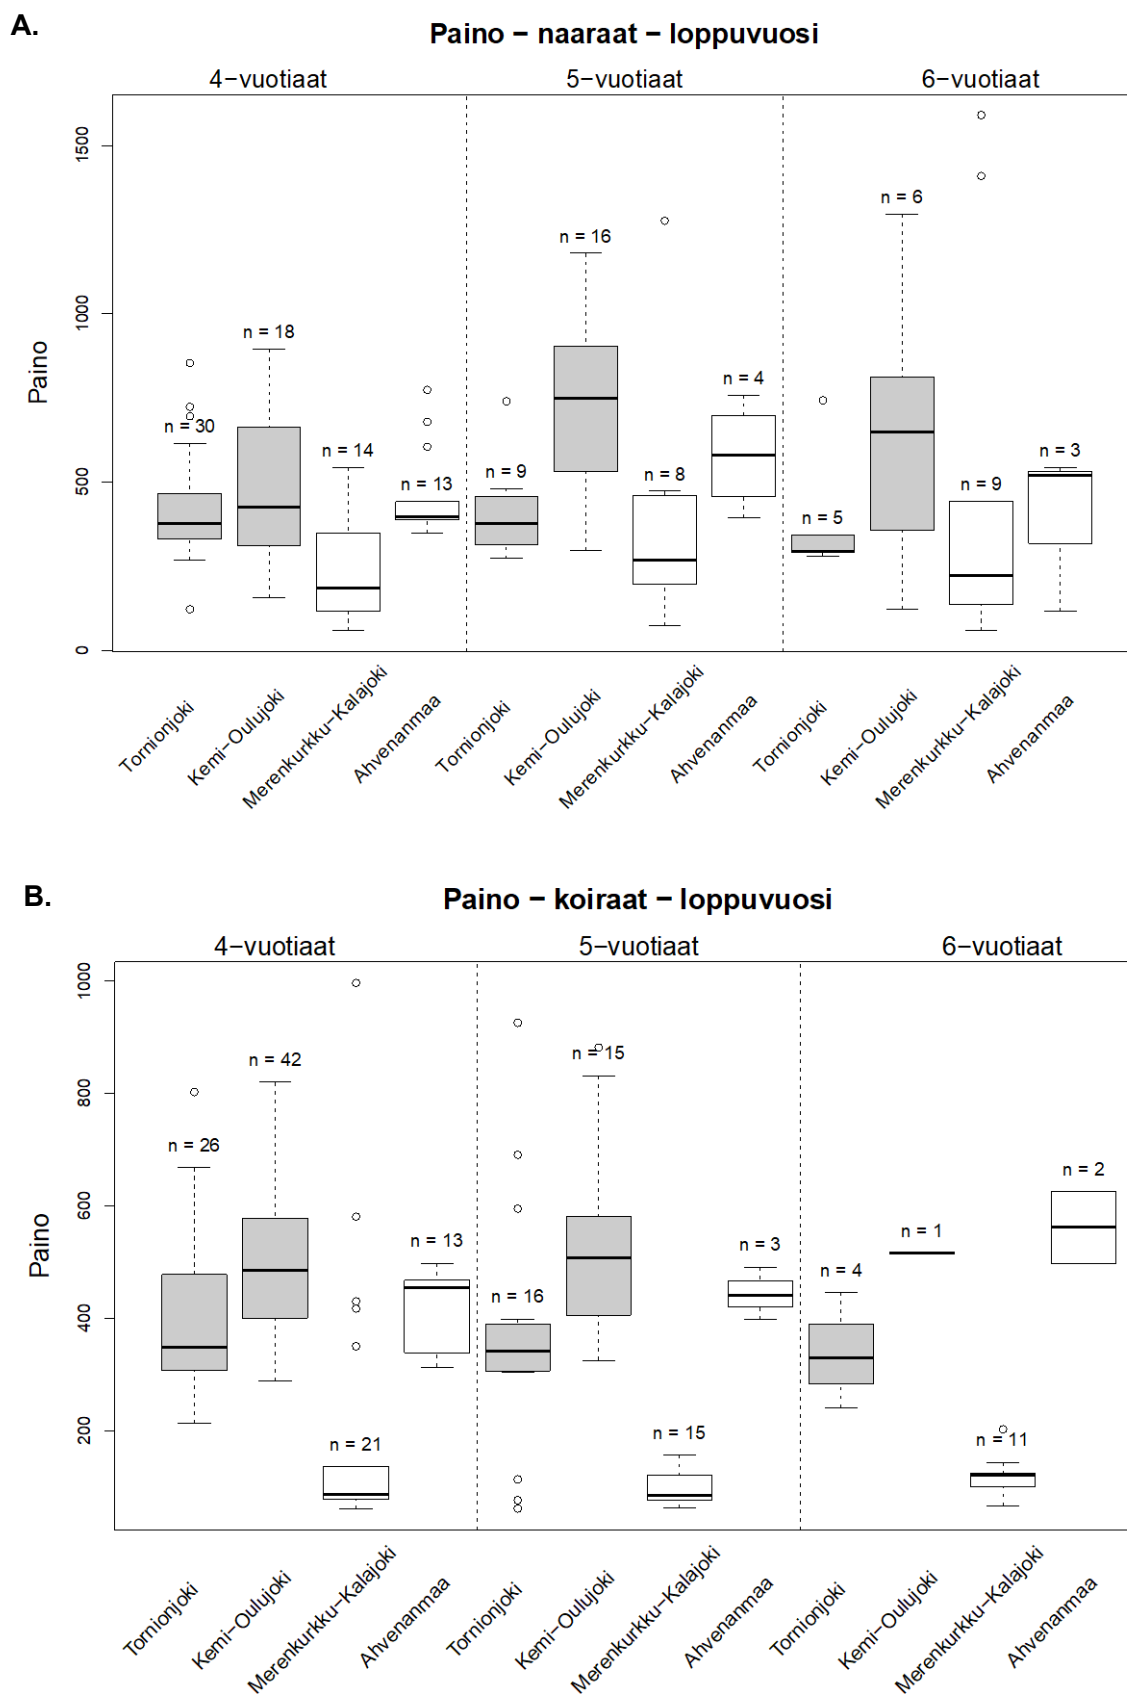 A.
Paino − naaraat − loppuvuosi
4−vuotiaat
5−vuotiaat
6−vuotiaat
Paino
1500
1000
500
0
n = 30
n = 18
n = 14
n = 13
n = 9
n = 16
n = 8
n = 4
n = 5
n = 6
n = 9
n = 3
Tornionjoki
Kemi−Oulujoki
Merenkurkku−Kalajoki
Ahvenanmaa
Tornionjoki
Kemi−Oulujoki
Merenkurkku−Kalajoki
Ahvenanmaa
Tornionjoki
Kemi−Oulujoki
Merenkurkku−Kalajoki
Ahvenanmaa
B.
Paino − koiraat − loppuvuosi
4−vuotiaat
5−vuotiaat
6−vuotiaat
Paino
1000
800
600
400
200
n = 26
n = 42
n = 21
n = 13
n = 16
n = 15
n = 15
n = 3
n = 4
n = 1
n = 11
n = 2
Tornionjoki
Kemi−Oulujoki
Merenkurkku−Kalajoki
Ahvenanmaa
Tornionjoki
Kemi−Oulujoki
Merenkurkku−Kalajoki
Ahvenanmaa
Tornionjoki
Kemi−Oulujoki
Merenkurkku−Kalajoki
Ahvenanmaa